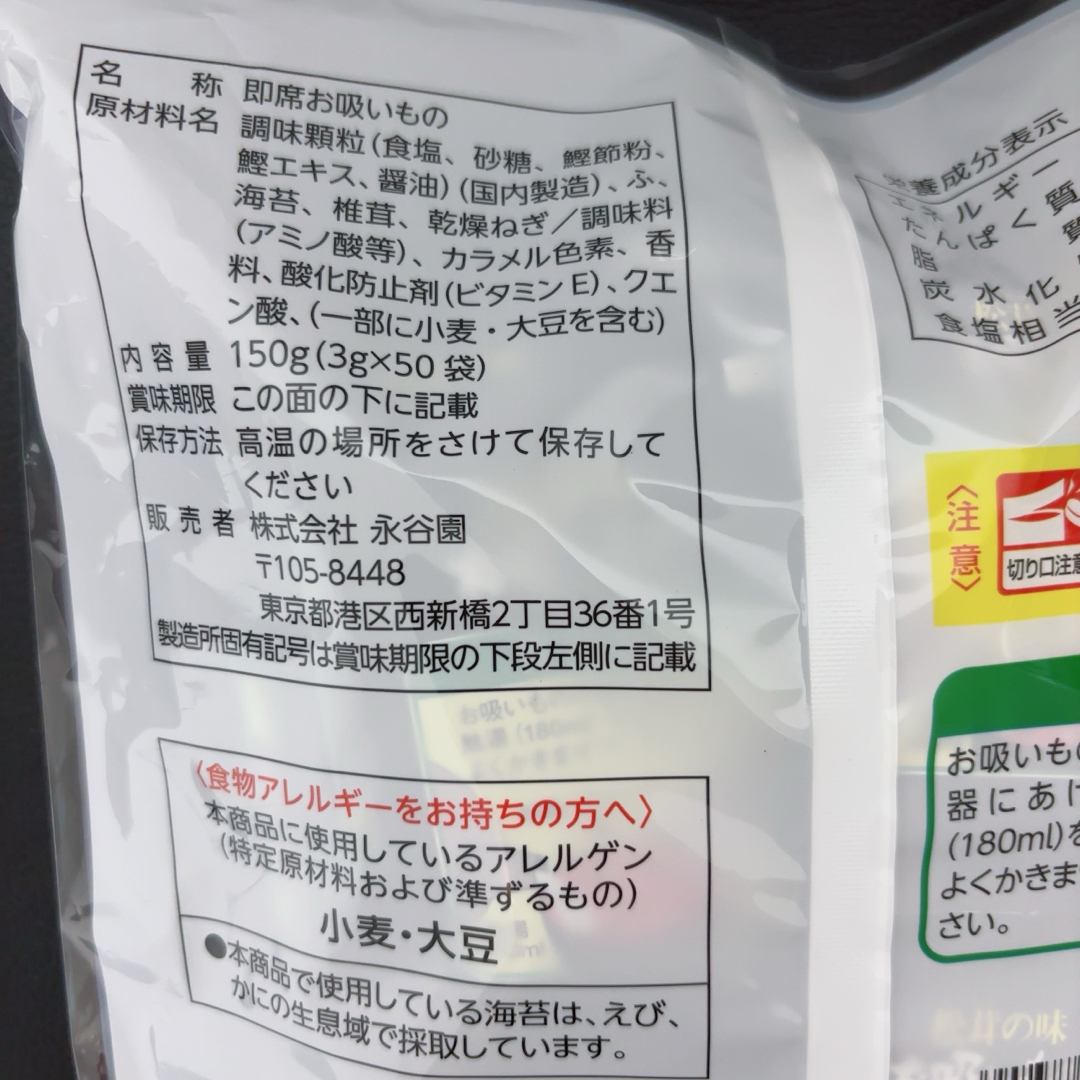 名称 即席お吸いもの
原材料名 調味顆粒(食塩、砂糖、鰹節粉、
鰹エキス、醤油)(国内製造)、ふ、
海苔、椎茸、乾燥ねぎ／調味料
(アミノ酸等)、カラメル色素、香
料、酸化防止剤(ビタミンE)、クエ
ン酸、(一部に小麦・大豆を含む)
内容量 150g(3g×50袋)
賞味期限 この面の下に記載
保存方法 高温の場所をさけて保存して
ください
販売者 株式会社 永谷園
〒105-8448
東京都港区西新橋2丁目36番1号
製造所固有記号は賞味期限の下段左側に記載
〈食物アレルギーをお持ちの方へ〉
本商品に使用しているアレルゲン
(特定原材料および準ずるもの)
小麦・大豆
●本商品で使用している海苔は、えび、
かにの生息域で採取しています。
栄養成分表示
エネルギー
たんぱく質
脂質
炭水化
食塩相当
〈注意〉
切り口注意
お吸いもの
器にあけ
(180ml)を
よくかきま
さい。
松茸の味